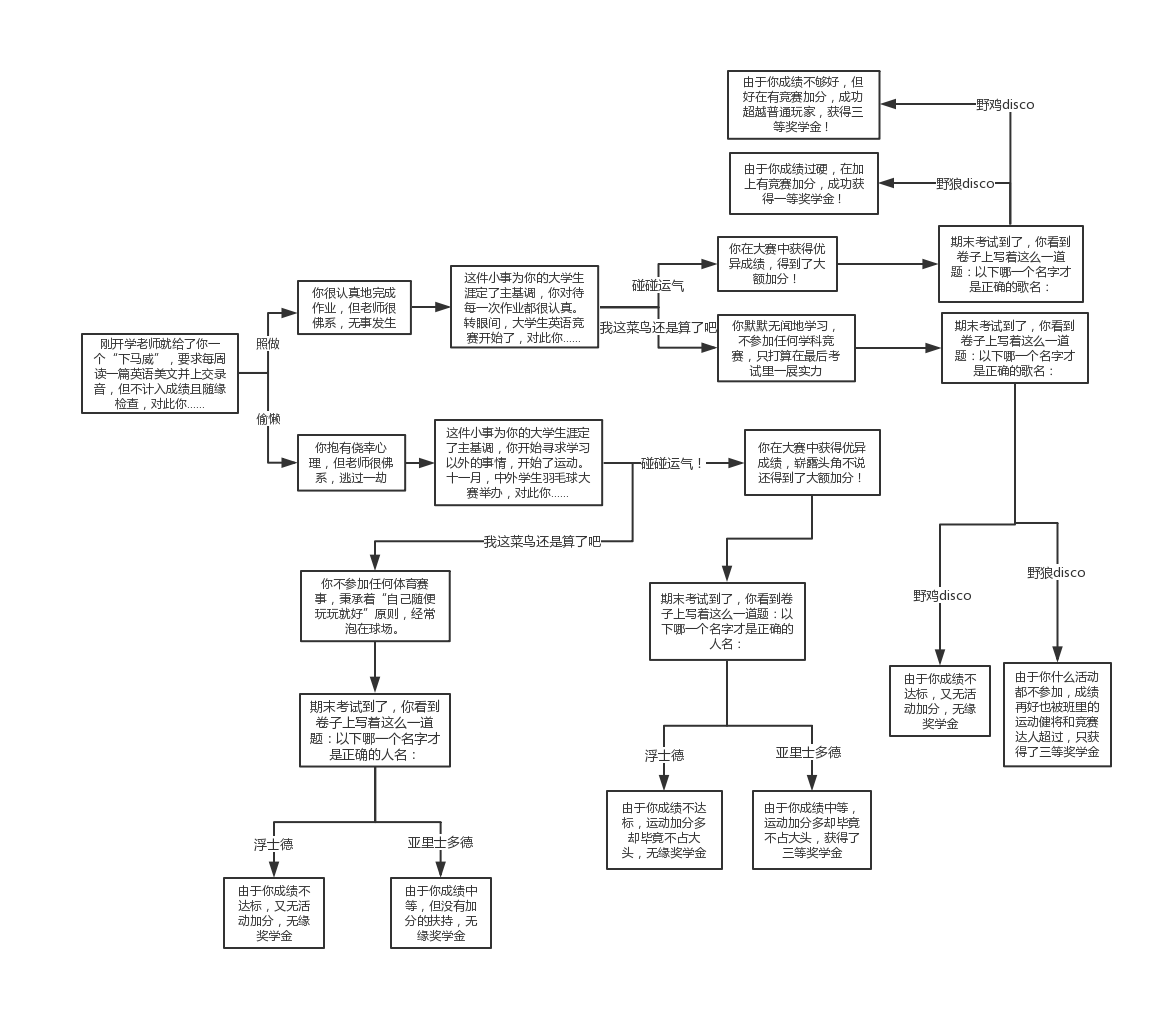 由于你成绩不够好，但
好在有竞赛加分，成功
超越普通玩家，获得三
等奖学金！
野鸡disco
由于你成绩过硬，在加
上有竞赛加分，成功获
得一等奖学金！
野狼disco
期末考试到了，你看到
卷子上写着这么一道
题：以下哪一个名字才
是正确的歌名：
你在大赛中获得优
异成绩，得到了大
额加分！
碰碰运气
这件小事为你的大学生
涯定了主基调，你对待
每一次作业都很认真。
转眼间，大学生英语竞
赛开始了，对此你......
你很认真地完成
作业，但老师很
佛系，无事发生
我这菜鸟还是算了吧
你默默无闻地学习，
不参加任何学科竞
赛，只打算在最后考
试里一展实力
期末考试到了，你看到
卷子上写着这么一道
题：以下哪一个名字才
是正确的歌名：
照做
刚开学老师就给了你一
个“下马威”，要求每周
读一篇英语美文并上交录
音，但不计入成绩且随缘
检查，对此你......
偷懒
你抱有侥幸心
理，但老师很佛
系，逃过一劫
这件小事为你的大学生涯定
了主基调，你开始寻求学习
以外的事情，开始了运动。
十一月，中外学生羽毛球大
赛举办，对此你......
碰碰运气！
你在大赛中获得优异
成绩，崭露头角不说
还得到了大额加分！
我这菜鸟还是算了吧
你不参加任何体育赛
事，秉承着“自己随便
玩玩就好”原则，经常
泡在球场。
期末考试到了，你看到卷
子上写着这么一道题：以
下哪一个名字才是正确的
人名：
野鸡disco
野狼disco
由于你成绩不
达标，又无活
动加分，无缘
奖学金
由于你什么活动
都不参加，成绩
再好也被班里的
运动健将和竞赛
达人超过，只获
得了三等奖学金
期末考试到了，你看到
卷子上写着这么一道
题：以下哪一个名字才
是正确的人名：
浮士德
亚里士多德
由于你成绩不达
标，运动加分多
却毕竟不占大
头，无缘奖学金
由于你成绩中等，
运动加分多却毕竟
不占大头，获得了
三等奖学金
浮士德
亚里士多德
由于你成绩不
达标，又无活
动加分，无缘
奖学金
由于你成绩中
等，但没有加
分的扶持，无
缘奖学金